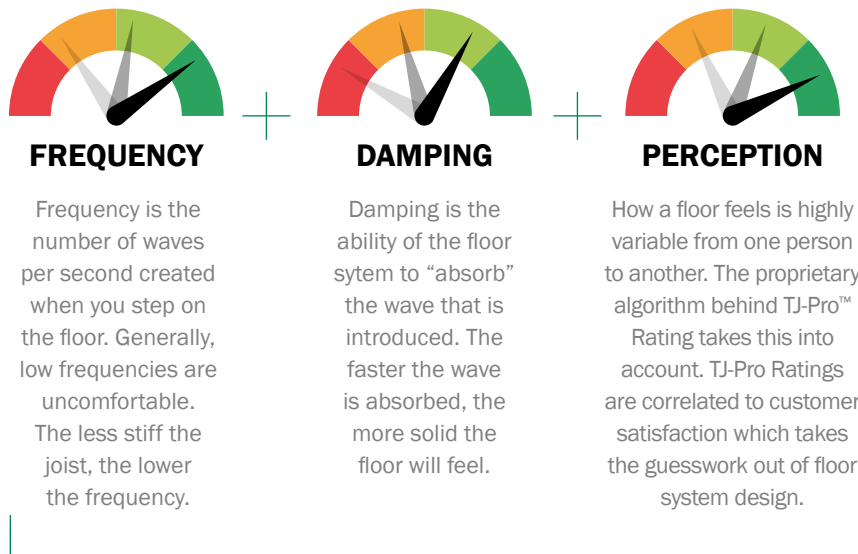 FREQUENCY
Frequency is the
number of waves
per second created
when you step on
the floor. Generally,
low frequencies are
uncomfortable.
The less stiff the
joist, the lower
the frequency.
DAMPING
Damping is the
ability of the floor
sytem to “absorb”
the wave that is
introduced. The
faster the wave
is absorbed, the
more solid the
floor will feel.
PERCEPTION
How a floor feels is highly
variable from one person
to another. The proprietary
algorithm behind TJ-Pro™
Rating takes this into
account. TJ-Pro Ratings
are correlated to customer
satisfaction which takes
the guesswork out of floor
system design.